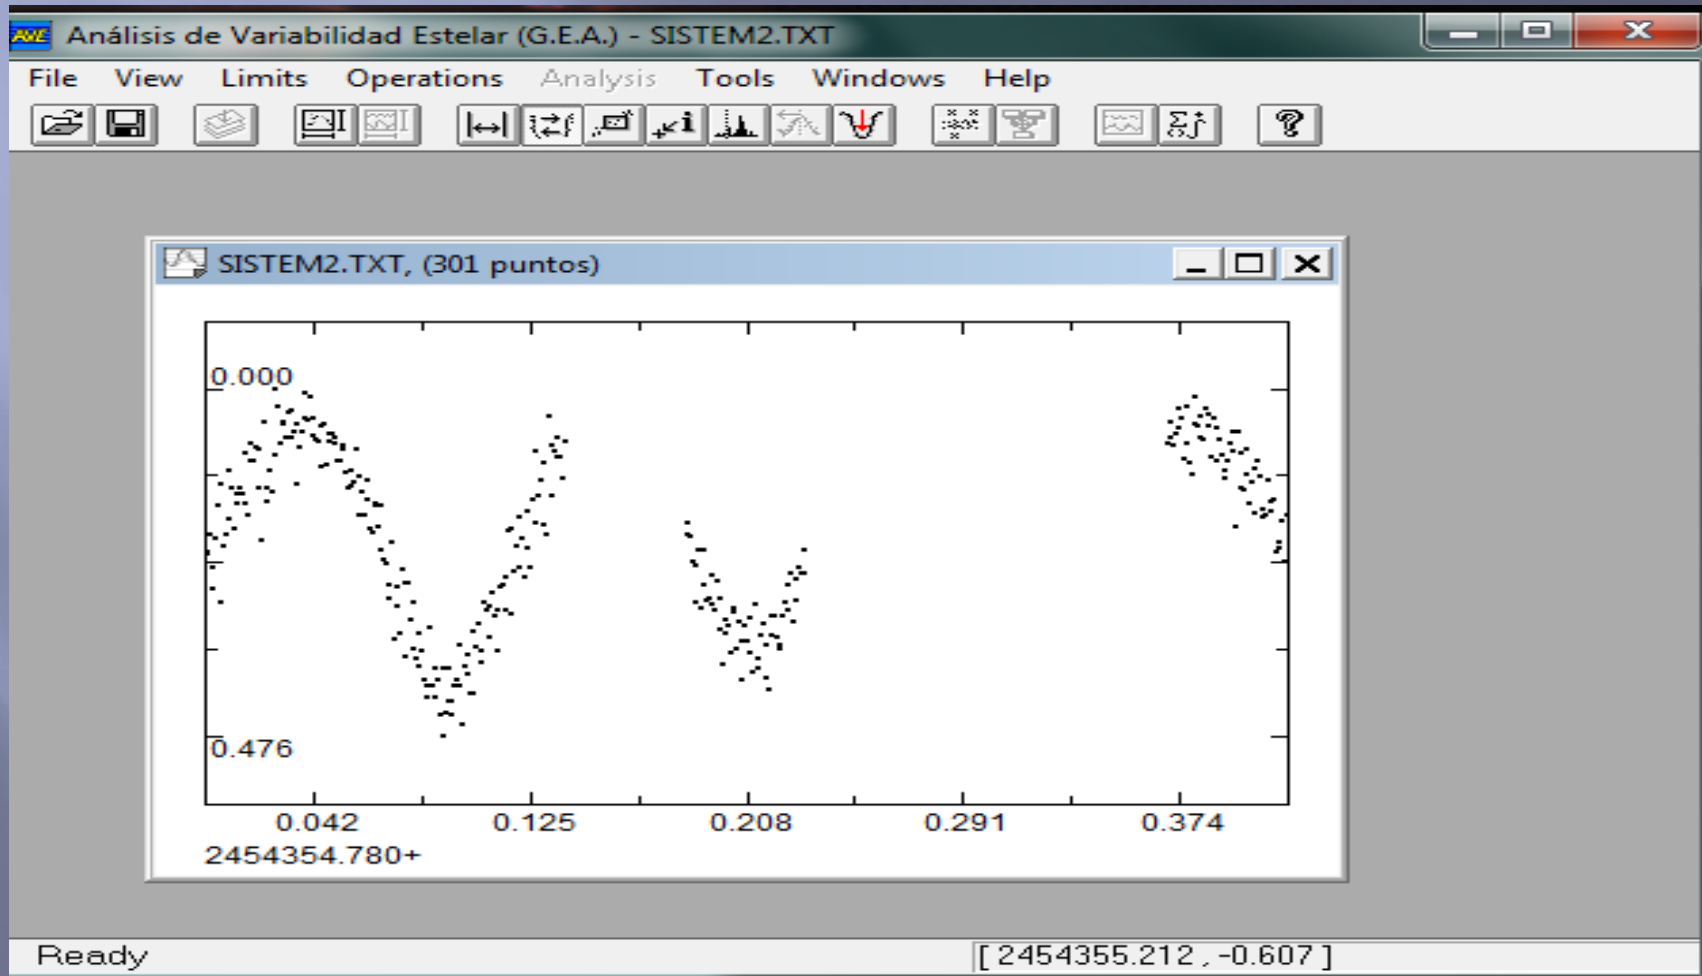 AVE Análisis de Variabilidad Estelar (G.E.A.) - SISTEM2.TXT
File View Limits Operations Analysis Tools Windows Help
SISTEM2.TXT, (301 puntos)
0.000
0.476
0.042 0.125 0.208 0.291 0.374
2454354.780+
Ready [ 2454355.212 , -0.607 ]